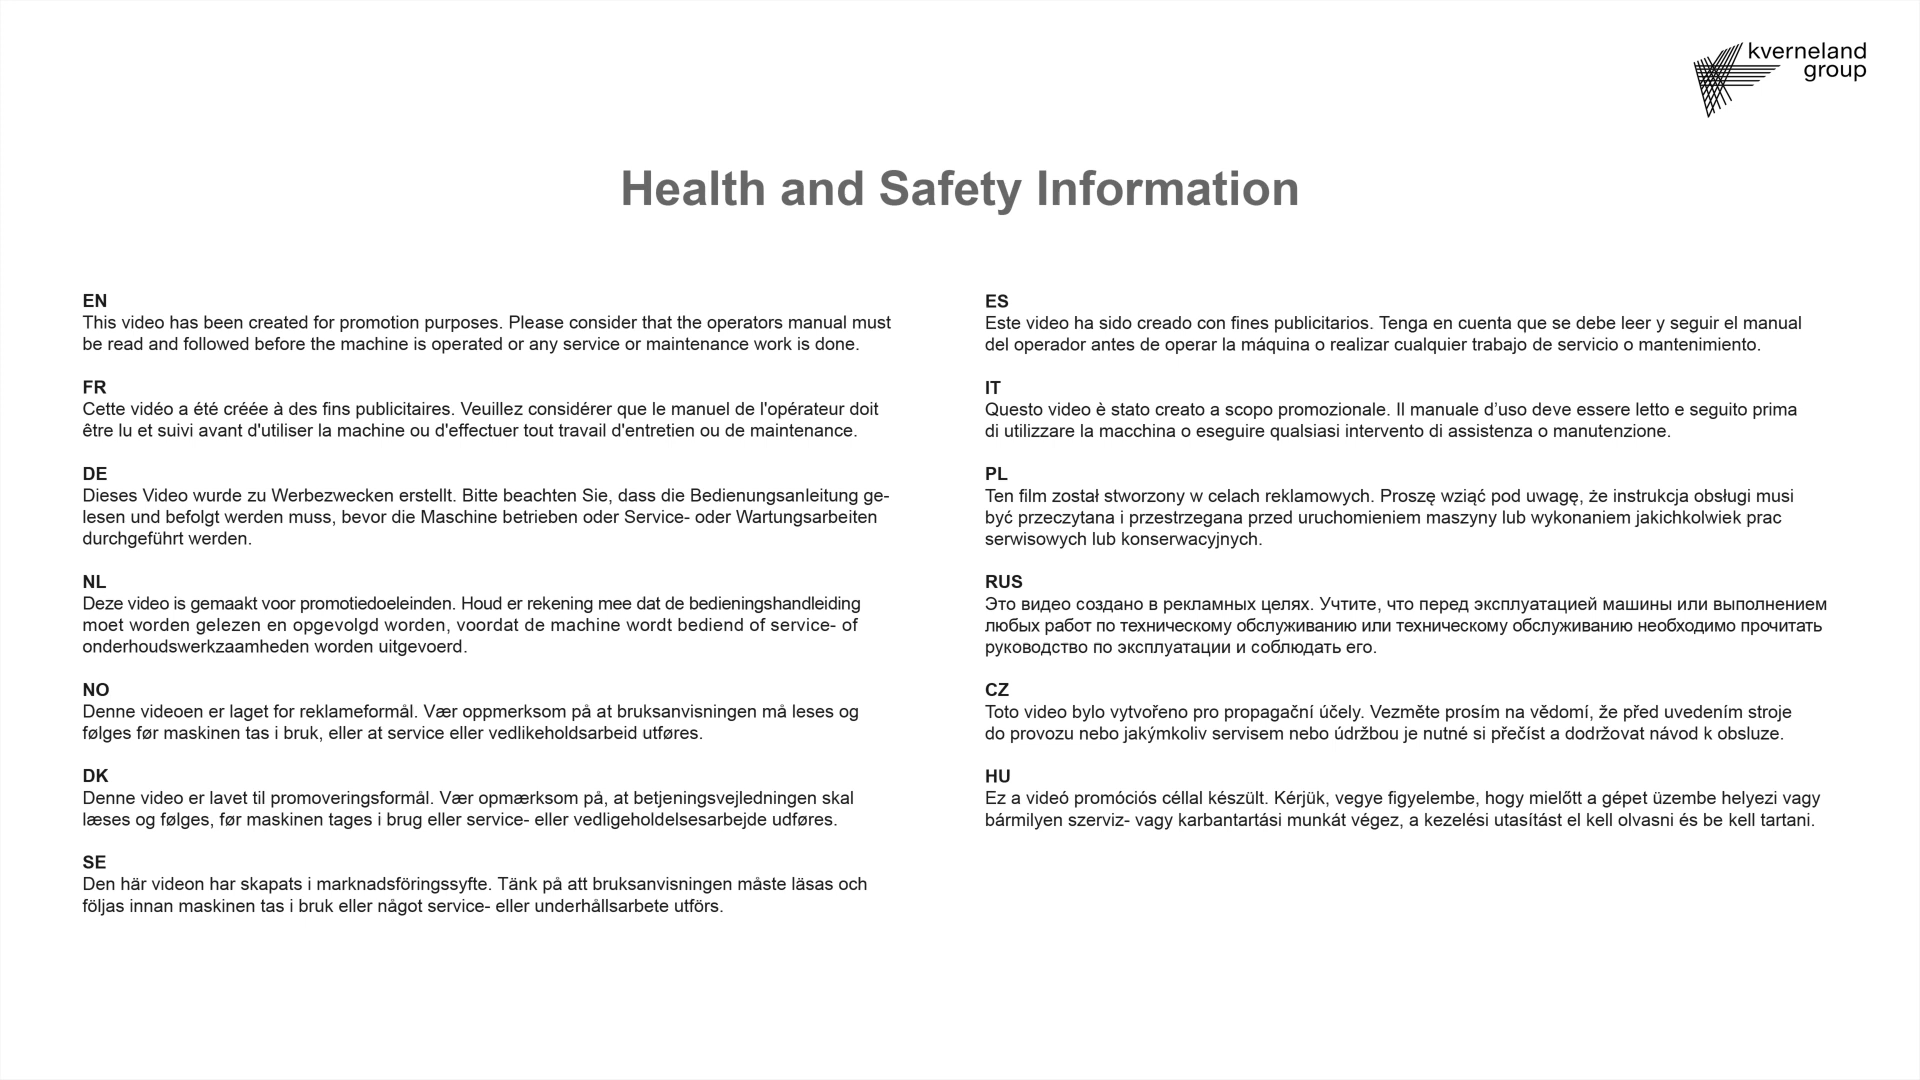 kverneland
group
Health and Safety Information
EN
This video has been created for promotion purposes. Please consider that the operators manual must
be read and followed before the machine is operated or any service or maintenance work is done.
FR
Cette vidéo a été créée à des fins publicitaires. Veuillez considérer que le manuel de l'opérateur doit
être lu et suivi avant d'utiliser la machine ou d'effectuer tout travail d'entretien ou de maintenance.
DE
Dieses Video wurde zu Werbezwecken erstellt. Bitte beachten Sie, dass die Bedienungsanleitung ge-
lesen und befolgt werden muss, bevor die Maschine betrieben oder Service- oder Wartungsarbeiten
durchgeführt werden.
NL
Deze video is gemaakt voor promotiedoeleinden. Houd er rekening mee dat de bedieningshandleiding
moet worden gelezen en opgevolgd worden, voordat de machine wordt bediend of service- of
onderhoudswerkzaamheden worden uitgevoerd.
NO
Denne videoen er laget for reklameformål. Vær oppmerksom på at bruksanvisningen må leses og
følges før maskinen tas i bruk, eller at service eller vedlikeholdsarbeid utføres.
DK
Denne video er lavet til promoveringsformål. Vær opmærksom på, at betjeningsvejledningen skal
læses og følges, før maskinen tages i brug eller service- eller vedligeholdelsesarbejde udføres.
SE
Den här videon har skapats i marknadsföringssyfte. Tänk på att bruksanvisningen måste läsas och
följas innan maskinen tas i bruk eller något service- eller underhållsarbete utförs.
ES
Este video ha sido creado con fines publicitarios. Tenga en cuenta que se debe leer y seguir el manual
del operador antes de operar la máquina o realizar cualquier trabajo de servicio o mantenimiento.
IT
Questo video è stato creato a scopo promozionale. Il manuale d’uso deve essere letto e seguito prima
di utilizzare la macchina o eseguire qualsiasi intervento di assistenza o manutenzione.
PL
Ten film został stworzony w celach reklamowych. Proszę wziąć pod uwagę, że instrukcja obsługi musi
być przeczytana i przestrzegana przed uruchomieniem maszyny lub wykonaniem jakichkolwiek prac
serwisowych lub konserwacyjnych.
RUS
Это видео создано в рекламных целях. Учтите, что перед эксплуатацией машины или выполнением
любых работ по техническому обслуживанию или техническому обслуживанию необходимо прочитать
руководство по эксплуатации и соблюдать его.
CZ
Toto video bylo vytvořeno pro propagační účely. Vezměte prosím na vědomí, že před uvedením stroje
do provozu nebo jakýmkoliv servisem nebo údržbou je nutné si přečíst a dodržovat návod k obsluze.
HU
Ez a videó promóciós céllal készült. Kérjük, vegye figyelembe, hogy mielőtt a gépet üzembe helyezi vagy
bármilyen szerviz- vagy karbantartási munkát végez, a kezelési utasítást el kell olvasni és be kell tartani.